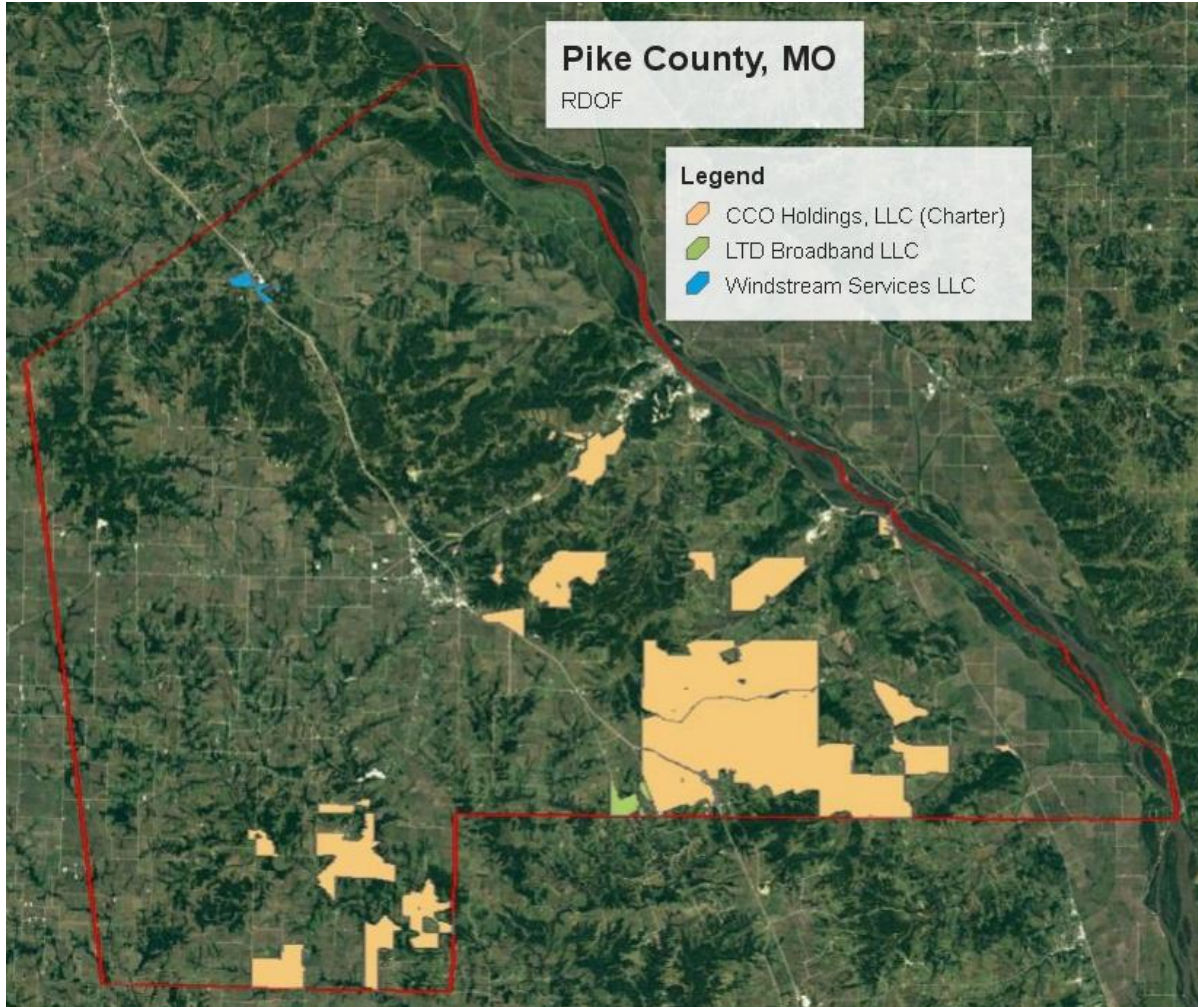 Pike County, MO
RDOF
Legend
CCO Holdings, LLC (Charter)
LTD Broadband LLC
Windstream Services LLC